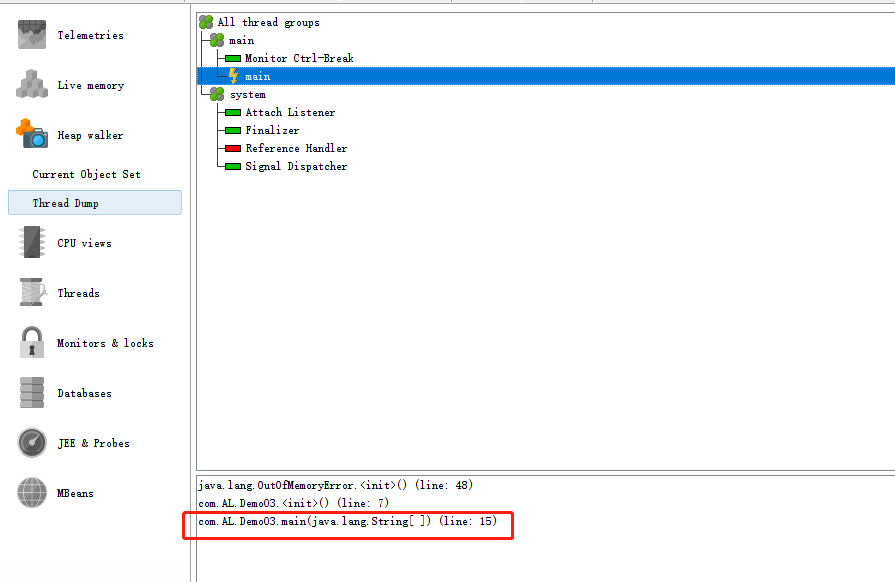 Telemetries
Live memory
Heap walker
Current Object Set
Thread Dump
CPU views
Threads
Monitors & locks
Databases
JEE & Probes
MBeans
All thread groups
main
Monitor Ctrl-Break
main
system
Attach Listener
Finalizer
Reference Handler
Signal Dispatcher
java.lang.OutOfMemoryError.<init>() (line: 48)
com.AL.Demo03.<init>() (line: 7)
com.AL.Demo03.main(java.lang.String[ ]) (line: 15)